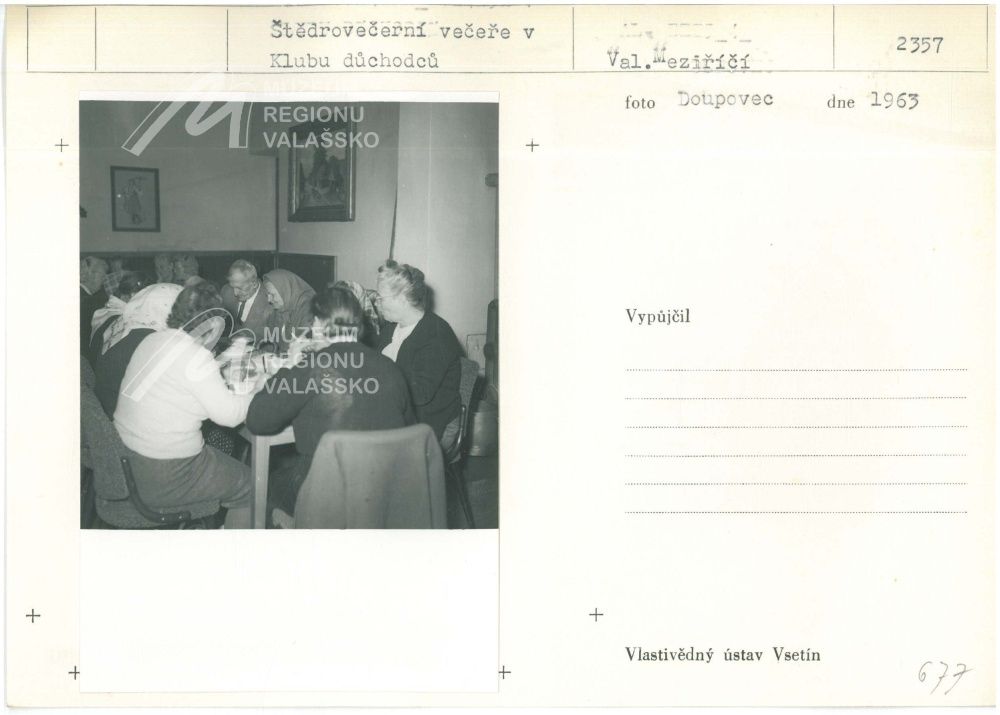 Štědrovečerní večeře v
Klubu důchodců
Val.Meziříčí
2357
foto Doupovec dne 1963
REGIONU
VALAŠSKO
MUZEUM
REGIONU
VALAŠSKO
Vypůjčil
Vlastivědný ústav Vsetín
677